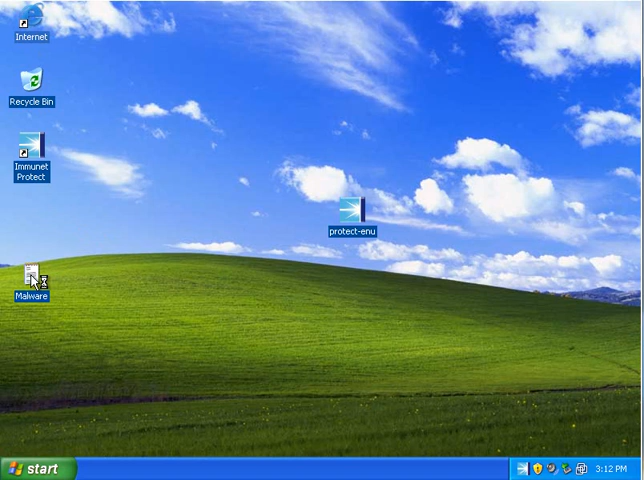 Internet
Recycle Bin
Immunet
Protect
protect-enu
Malware
start
3:12 PM